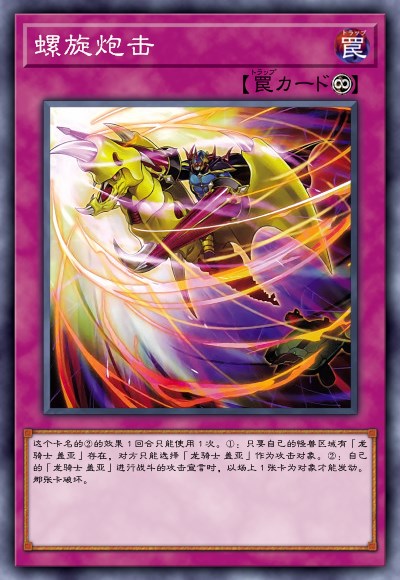 螺旋炮击
トラップ
罠
トラップ
【罠カード♾】
这个卡名的②的效果1回合只能使用1次。①：只要自己的怪兽区域有「龙
骑士 盖亚」存在，对方只能选择「龙骑士 盖亚」作为攻击对象。②：自己
的「龙骑士 盖亚」进行战斗的攻击宣言时，以场上1张卡为对象才能发动。
那张卡破坏。